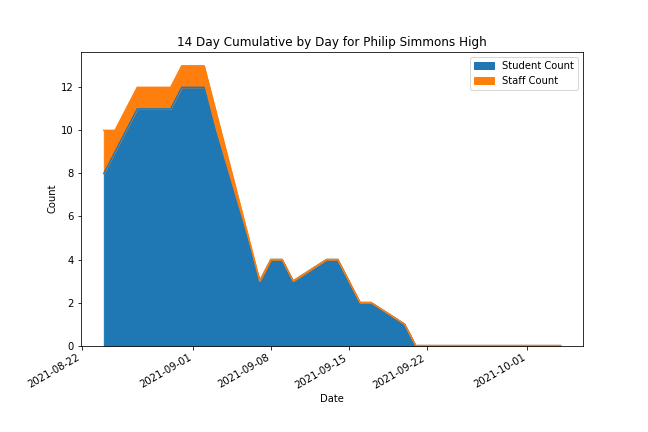 14 Day Cumulative by Day for Philip Simmons High
Student Count
Staff Count
12
10
8
6
4
2
0
Count
2021-08-22
2021-09-01
2021-09-08
2021-09-15
2021-09-22
2021-10-01
Date